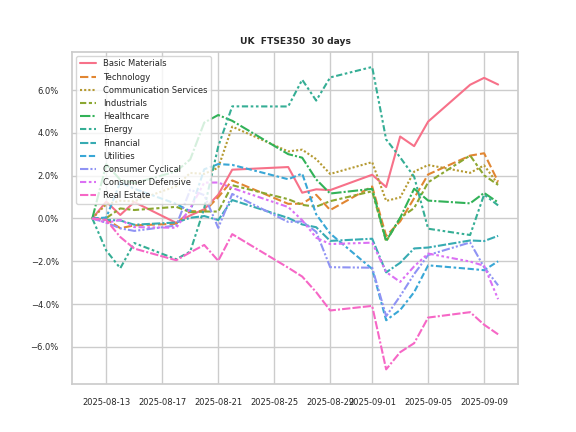 UK  FTSE350  30 days
Basic Materials
Technology
Communication Services
Industrials
Healthcare
Energy
Financial
Utilities
Consumer Cyclical
Consumer Defensive
Real Estate
6.0%
4.0%
2.0%
0.0%
−2.0%
−4.0%
−6.0%
2025-08-13 2025-08-17 2025-08-21 2025-08-25 2025-08-29 2025-09-01 2025-09-05 2025-09-09